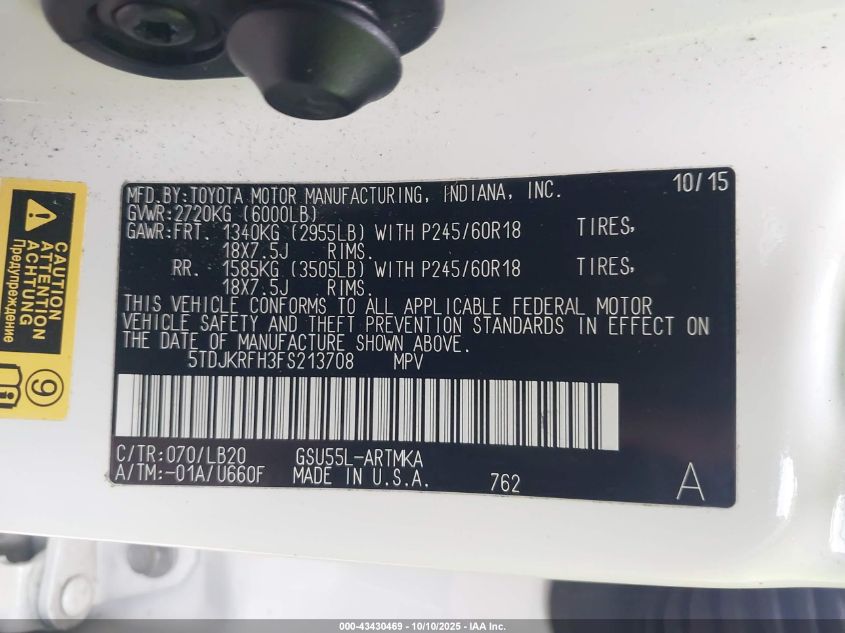 MFD.BY:TOYOTA MOTOR MANUFACTURING, INDIANA, INC. 10/15
GVWR:2720KG (6000LB)
GAWR:FRT. 1340KG (2955LB) WITH P245/60R18 TIRES,
18X7.5J RIMS.
RR. 1585KG (3505LB) WITH P245/60R18 TIRES,
18X7.5J RIMS.
THIS VEHICLE CONFORMS TO ALL APPLICABLE FEDERAL MOTOR
VEHICLE SAFETY AND THEFT PREVENTION STANDARDS IN EFFECT ON
THE DATE OF MANUFACTURE SHOWN ABOVE.
5TDJKRFH3FS213708 MPV
C/TR:070/LB20 GSU55L-ARTMKA
A/TM:-01A/U660F MADE IN U.S.A. 762 A
CAUTION
ATTENTION
ACHTUNG
Предупреждение
9
000-43430469 - 10/10/2025 - IAA Inc.